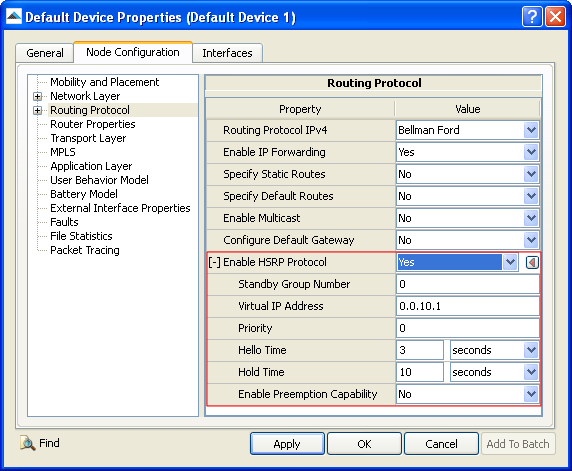 Default Device Properties (Default Device 1)
General Node Configuration Interfaces
Mobility and Placement
Network Layer
Routing Protocol
Router Properties
Transport Layer
MPLS
Application Layer
User Behavior Model
Battery Model
External Interface Properties
Faults
File Statistics
Packet Tracing
Routing Protocol
Property Value
Routing Protocol IPv4 Bellman Ford
Enable IP Forwarding Yes
Specify Static Routes No
Specify Default Routes No
Enable Multicast No
Configure Default Gateway No
[-] Enable HSRP Protocol Yes
Standby Group Number 0
Virtual IP Address 0.0.10.1
Priority 0
Hello Time 3 seconds
Hold Time 10 seconds
Enable Preemption Capability No
Find Apply OK Cancel Add To Batch